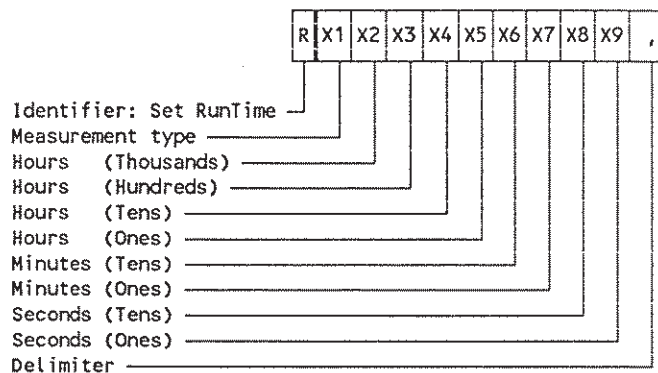 R X1 X2 X3 X4 X5 X6 X7 X8 X9 ,
Identifier: Set RunTime
Measurement type
Hours (Thousands)
Hours (Hundreds)
Hours (Tens)
Hours (Ones)
Minutes (Tens)
Minutes (Ones)
Seconds (Tens)
Seconds (Ones)
Delimiter